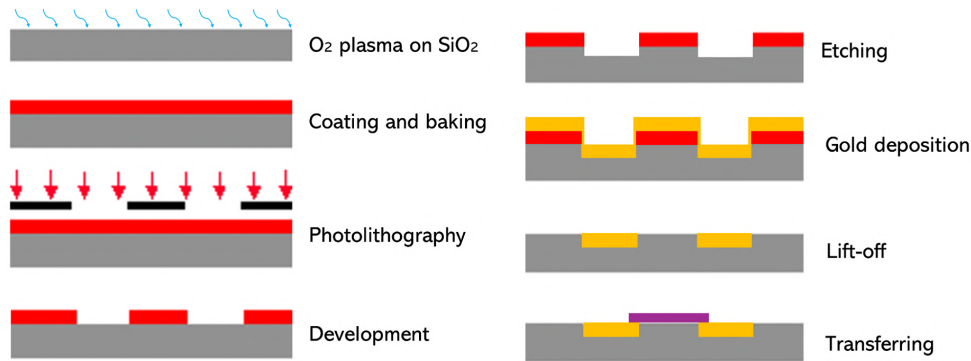 O2 plasma on SiO2
Coating and baking
Photolithography
Development
Etching
Gold deposition
Lift-off
Transferring